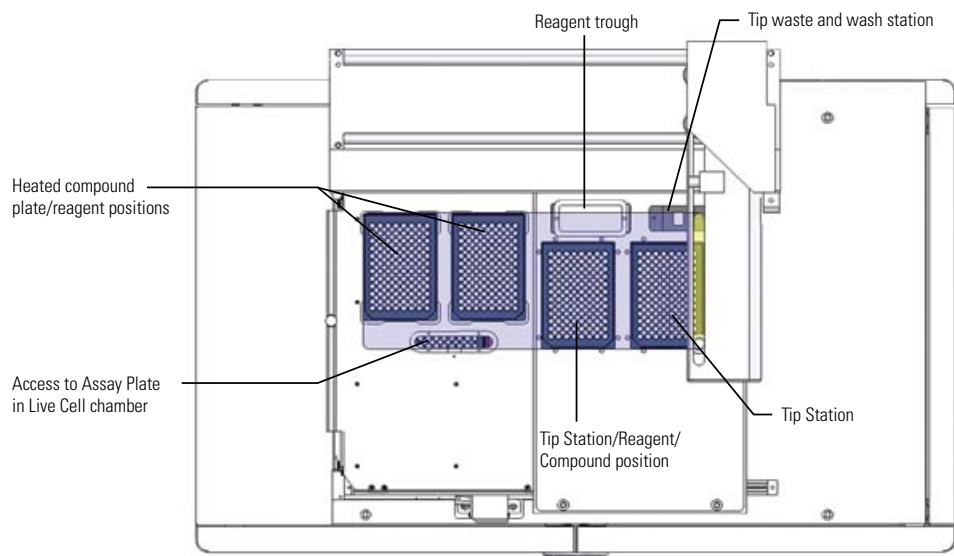 Reagent trough
Tip waste and wash station
Heated compound
plate/reagent positions
Access to Assay Plate
in Live Cell chamber
Tip Station/Reagent/
Compound position
Tip Station